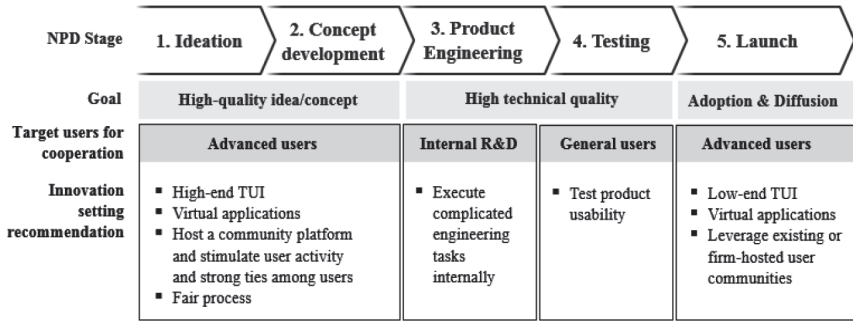 NPD Stage
1. Ideation
2. Concept
development
3. Product
Engineering
4. Testing
5. Launch
Goal
High-quality idea/concept
High technical quality
Adoption & Diffusion
Target users for
cooperation
Advanced users
Internal R&D
General users
Advanced users
Innovation
setting
recommendation
▪ High-end TUI
▪ Virtual applications
▪ Host a community platform
and stimulate user activity
and strong ties among users
▪ Fair process
▪ Execute
complicated
engineering
tasks
internally
▪ Test product
usability
▪ Low-end TUI
▪ Virtual applications
▪ Leverage existing or
firm-hosted user
communities